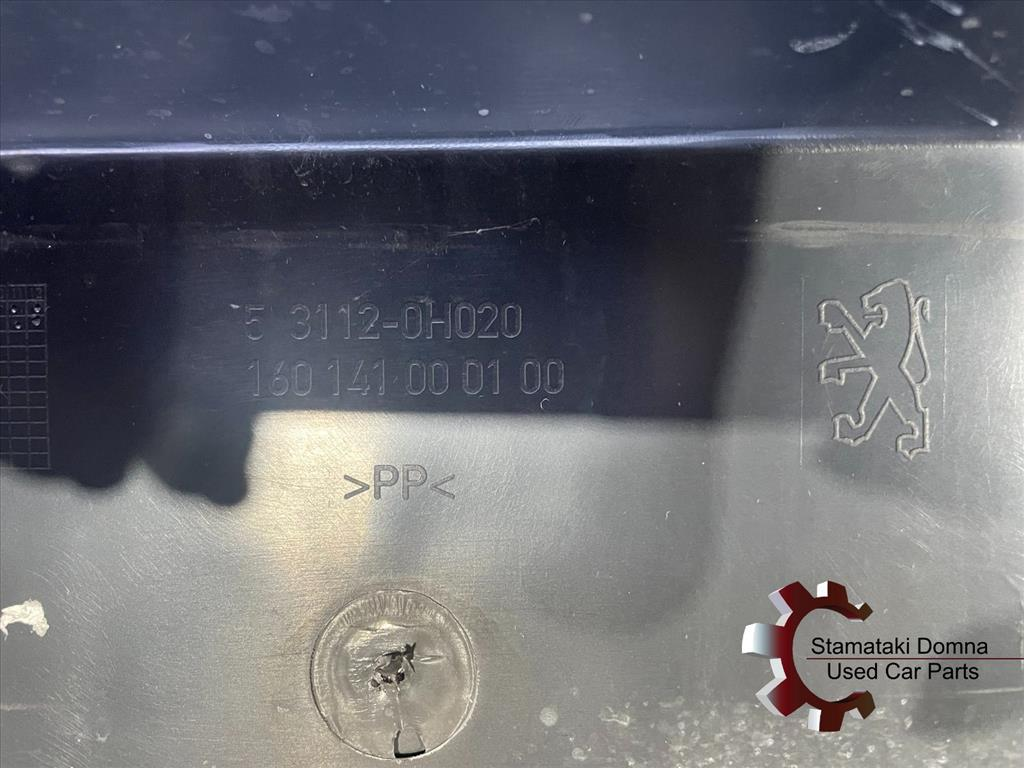 5 3112-0H020
160 141 00 01 00
>PP<
Stamataki Domna
Used Car Parts